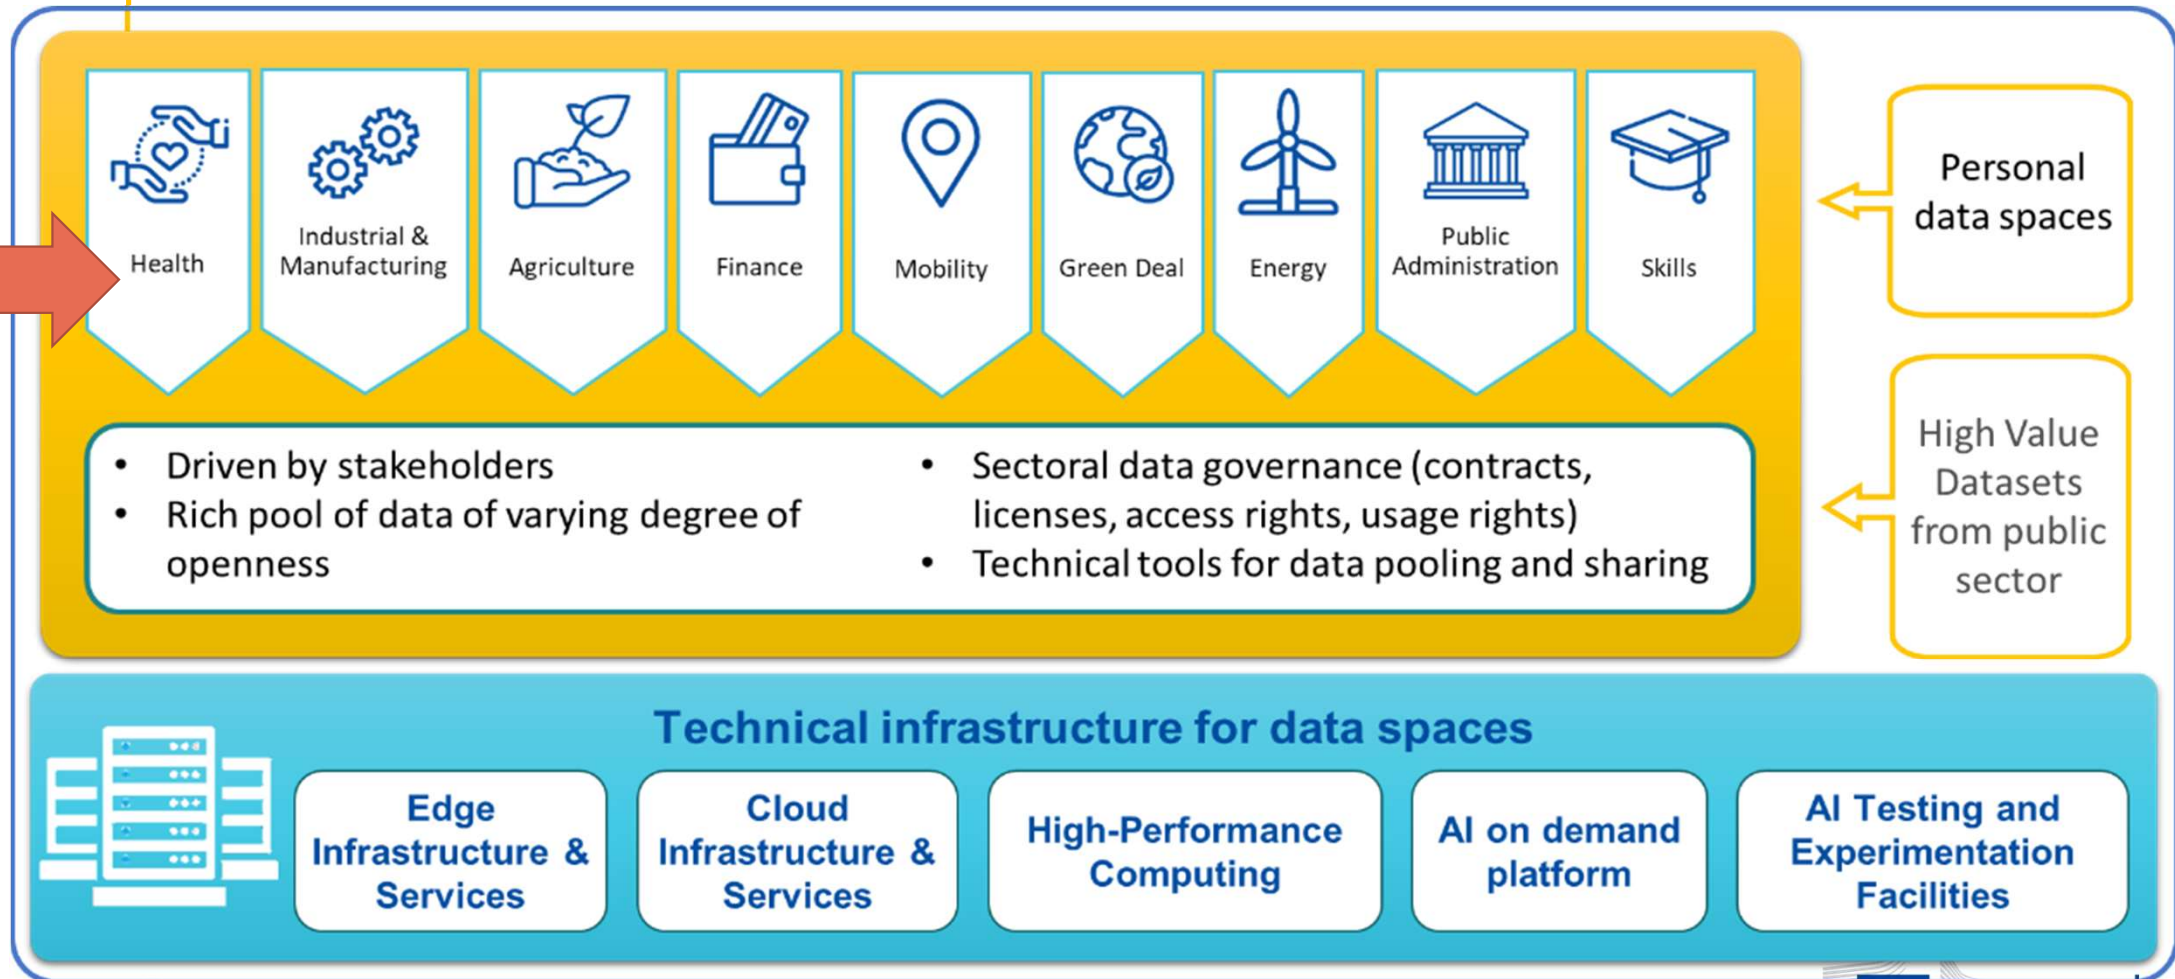 Health
Industrial &
Manufacturing
Agriculture
Finance
Mobility
Green Deal
Energy
Public
Administration
Skills
Personal
data spaces
• Driven by stakeholders
• Rich pool of data of varying degree of
openness
• Sectoral data governance (contracts,
licenses, access rights, usage rights)
• Technical tools for data pooling and sharing
High Value
Datasets
from public
sector
Technical infrastructure for data spaces
Edge
Infrastructure &
Services
Cloud
Infrastructure &
Services
High-Performance
Computing
AI on demand
platform
AI Testing and
Experimentation
Facilities